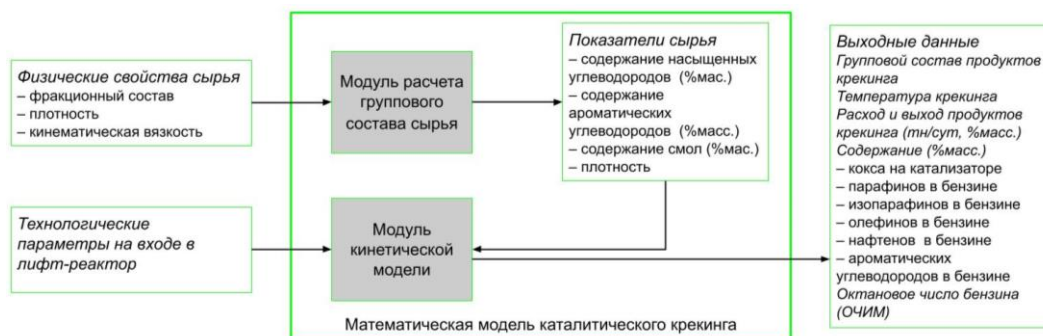 Физические свойства сырья
– фракционный состав
– плотность
– кинематическая вязкость
Модуль расчета
группового
состава сырья
Показатели сырья
– содержание насыщенных
углеводородов (%мас.)
– содержание
ароматических
углеводородов (%масс.)
– содержание смол (%мас.)
– плотность
Технологические
параметры на входе в
лифт-реактор
Модуль
кинетической
модели
Математическая модель каталитического крекинга
Выходные данные
Групповой состав продуктов
крекинга
Температура крекинга
Расход и выход продуктов
крекинга (тн/сут, %масс.)
Содержание (%масс.)
– кокса на катализаторе
– парафинов в бензине
– изопарафинов в бензине
– олефинов в бензине
– нафтенов в бензине
– ароматических
углеводородов в бензине
Октановое число бензина
(ОЧИМ)